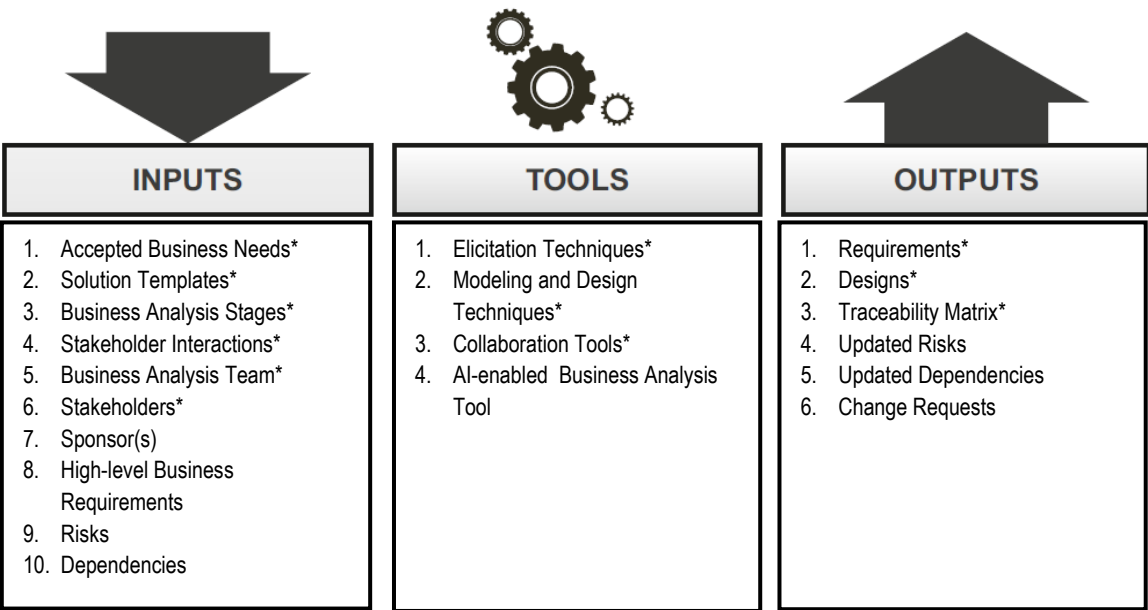 INPUTS
1. Accepted Business Needs*
2. Solution Templates*
3. Business Analysis Stages*
4. Stakeholder Interactions*
5. Business Analysis Team*
6. Stakeholders*
7. Sponsor(s)
8. High-level Business
Requirements
9. Risks
10. Dependencies
TOOLS
1. Elicitation Techniques*
2. Modeling and Design
Techniques*
3. Collaboration Tools*
4. AI-enabled Business Analysis
Tool
OUTPUTS
1. Requirements*
2. Designs*
3. Traceability Matrix*
4. Updated Risks
5. Updated Dependencies
6. Change Requests